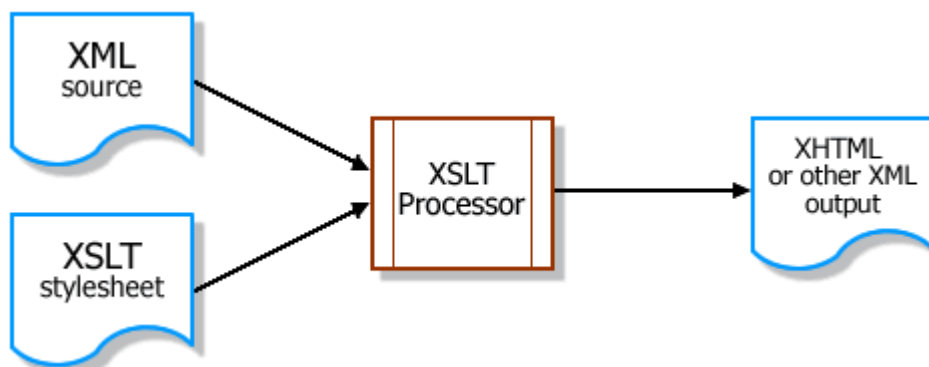 XML
source
XSLT
stylesheet
XSLT
Processor
XHTML
or other XML
output